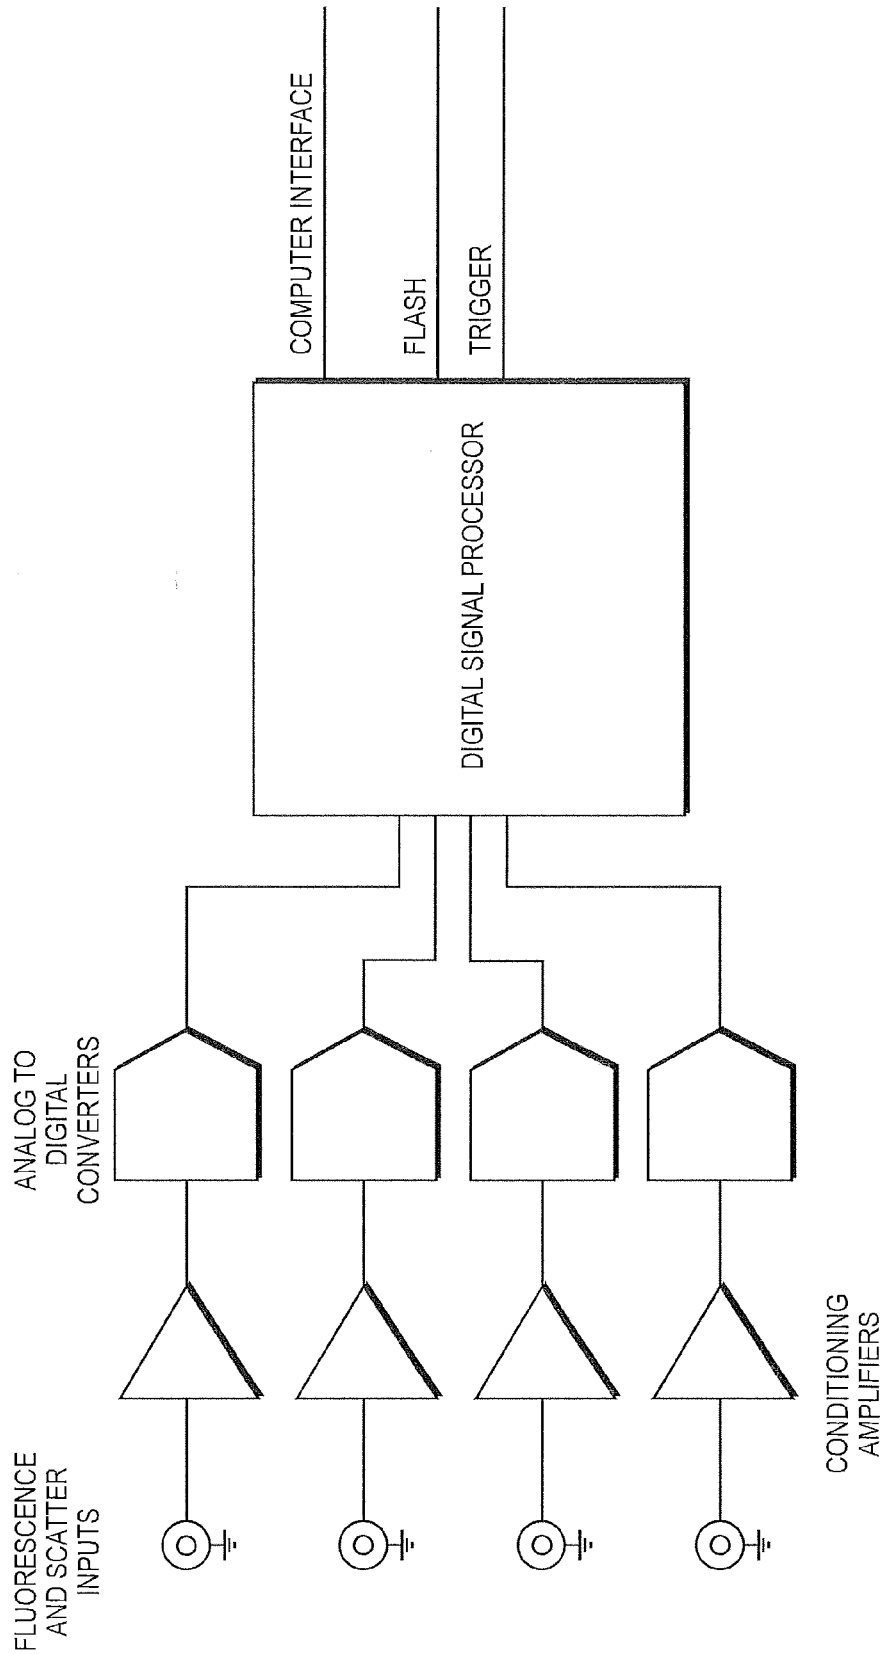 FLUORESCENCE
AND SCATTER
INPUTS
ANALOG TO
DIGITAL
CONVERTERS
CONDITIONING
AMPLIFIERS
DIGITAL SIGNAL PROCESSOR
COMPUTER INTERFACE
FLASH
TRIGGER